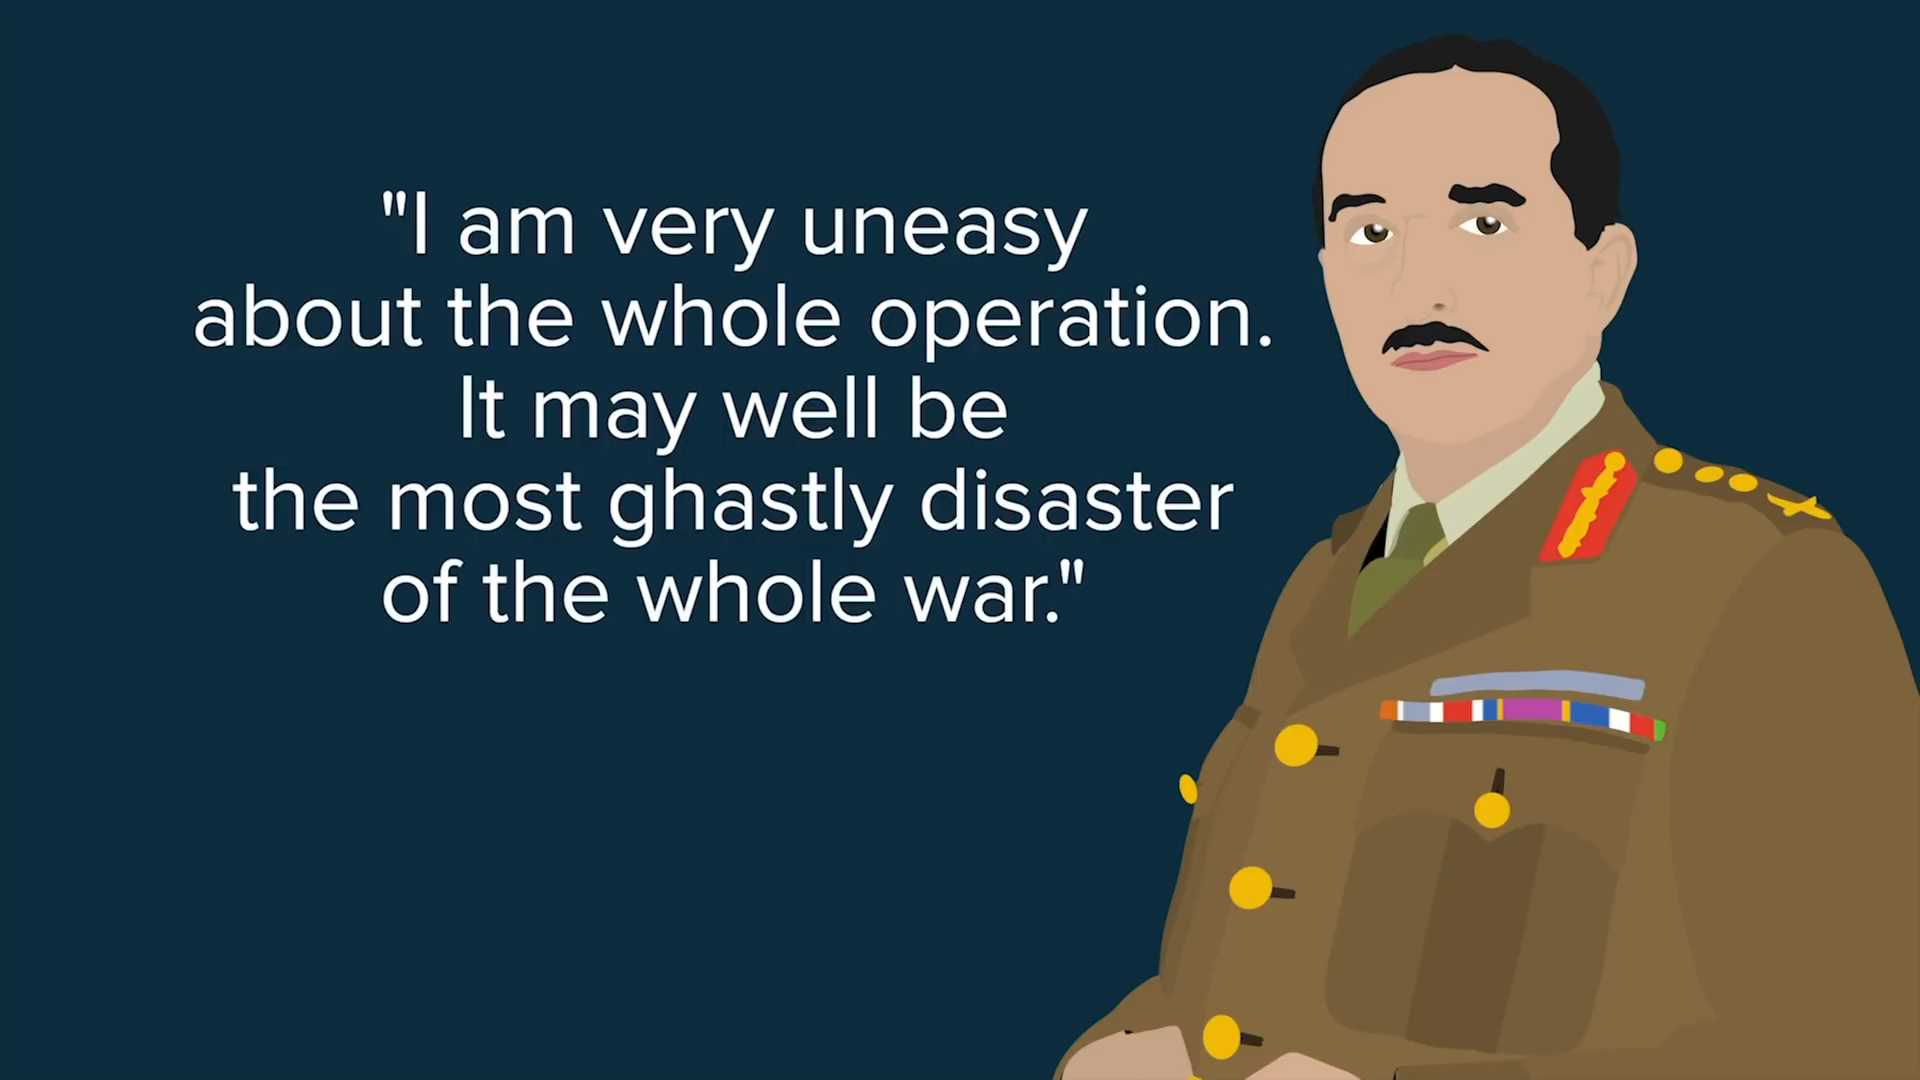 "I am very uneasy
about the whole operation.
It may well be
the most ghastly disaster
of the whole war."